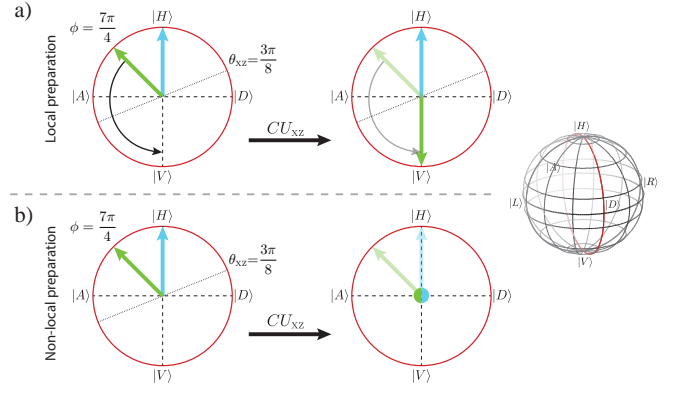 a)
Local preparation
ϕ = 7π/4
|H⟩
θxz = 3π/8
|A⟩
|D⟩
|V⟩
CUxz
|H⟩
|A⟩
|D⟩
|V⟩
b)
Non-local preparation
ϕ = 7π/4
|H⟩
θxz = 3π/8
|A⟩
|D⟩
|V⟩
CUxz
|H⟩
|A⟩
|D⟩
|V⟩
|H⟩
|A⟩
|R⟩
|L⟩
|D⟩
|V⟩